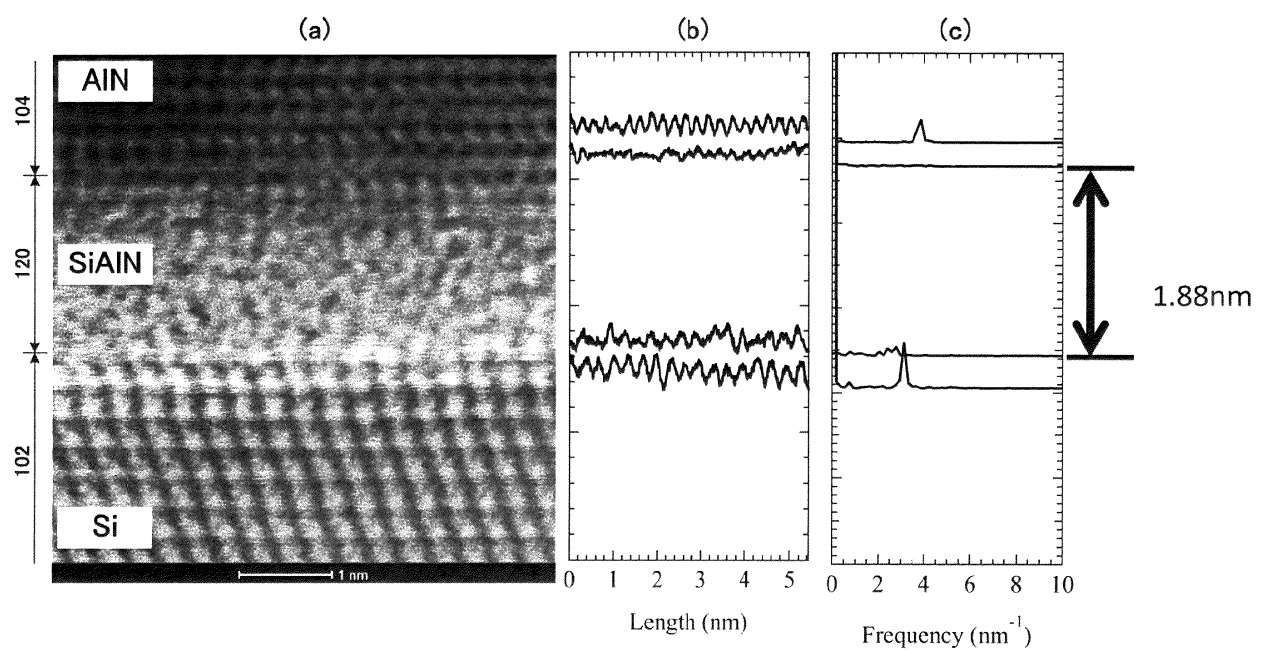 (a) (b) (c)
AlN
104
SiAlN
120
1.88nm
102
Si
1 nm
0 1 2 3 4 5
0 2 4 6 8 10
Length (nm)
Frequency (nm⁻¹)